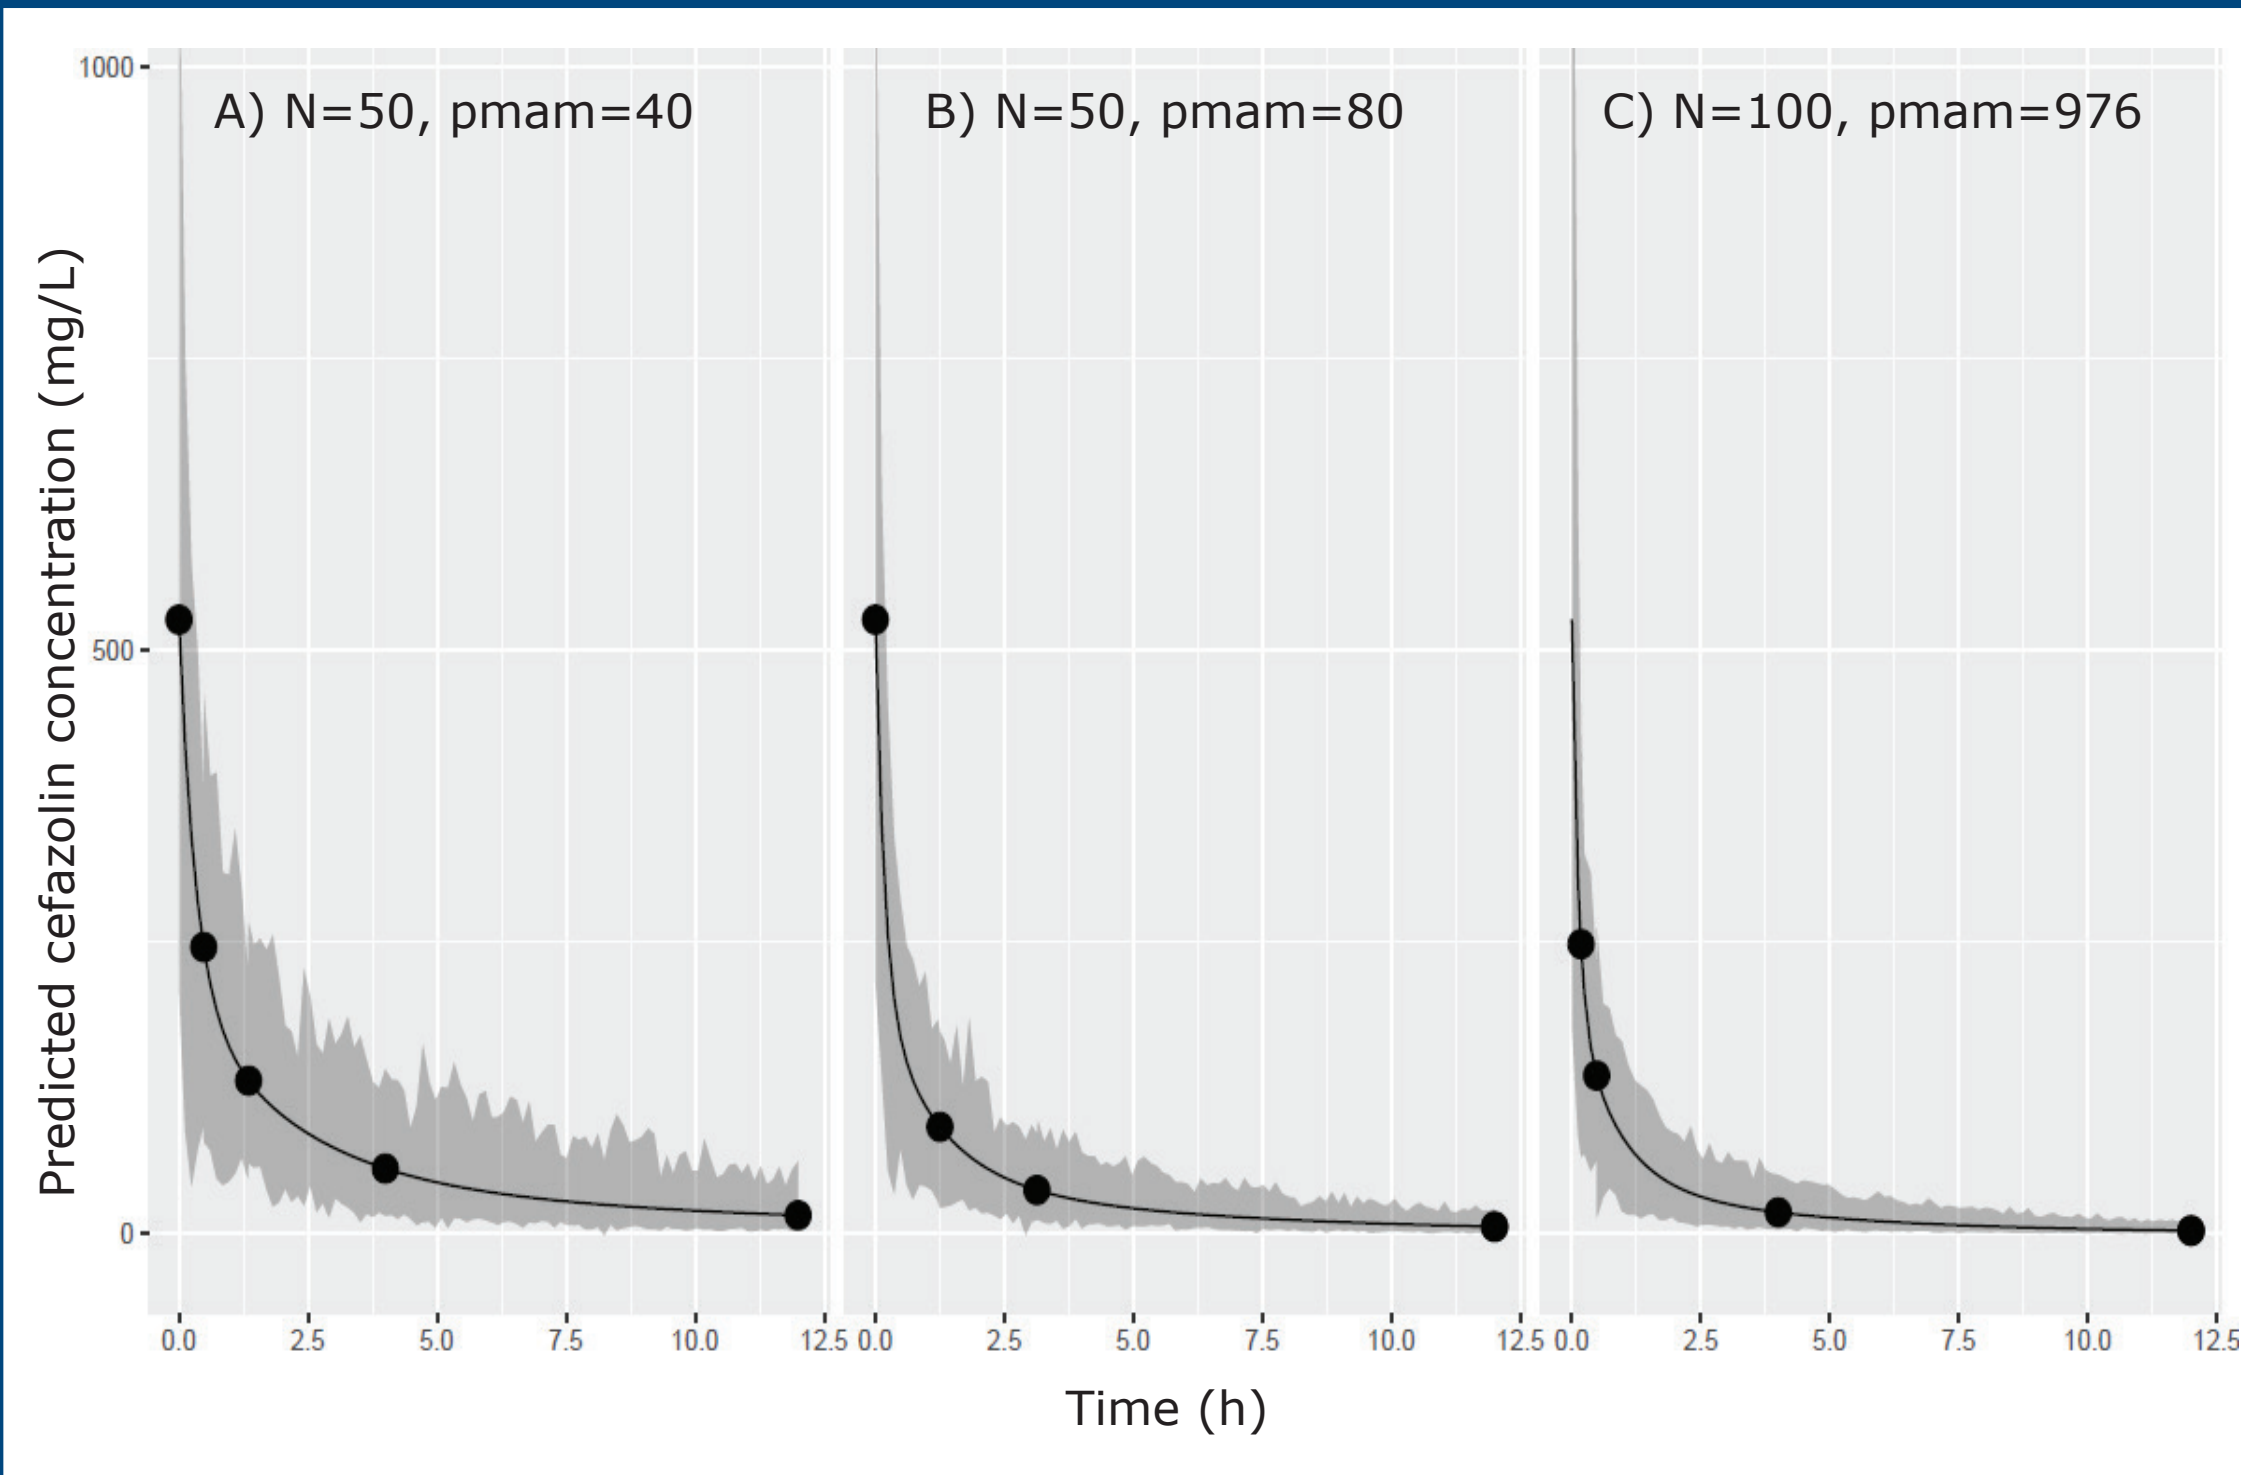 A) N=50, pmam=40
B) N=50, pmam=80
C) N=100, pmam=976
Predicted cefazolin concentration (mg/L)
1000
500
0
0.0 2.5 5.0 7.5 10.0 12.5
0.0 2.5 5.0 7.5 10.0 12.5
0.0 2.5 5.0 7.5 10.0 12.5
Time (h)